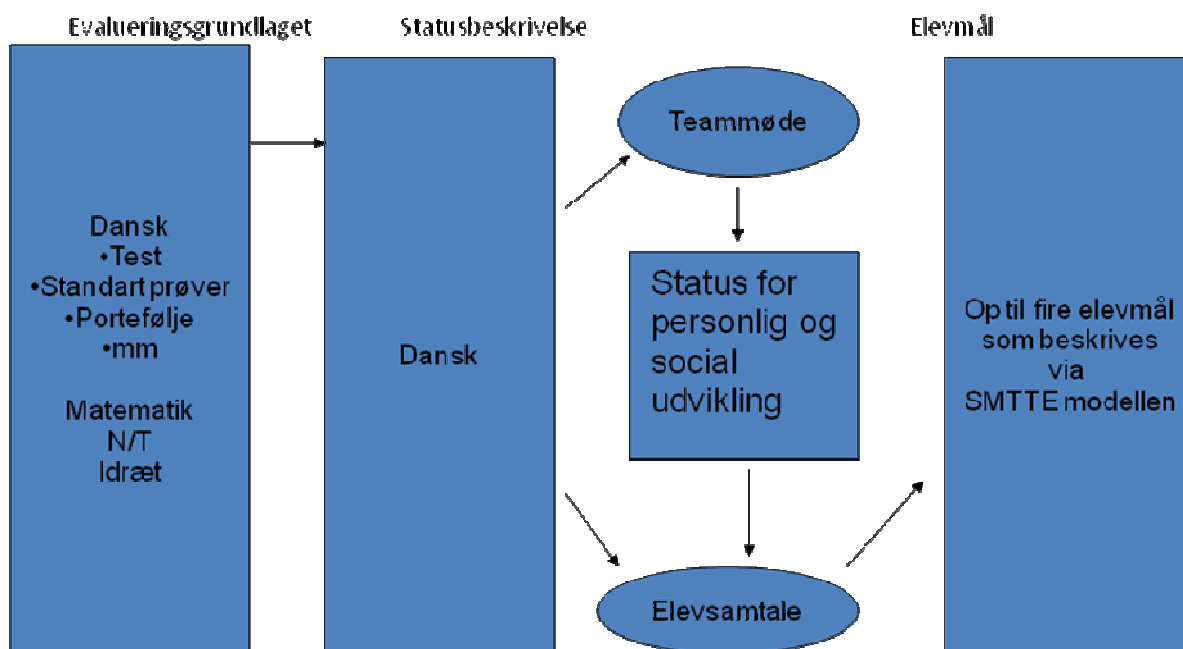 Evalueringsgrundlaget
Statusbeskrivelse
Elevmål
Dansk
•Test
•Standart prøver
•Portefølje
•mm
Matematik
N/T
Idræt
Dansk
Teammøde
Status for
personlig og
social
udvikling
Elevsamtale
Op til fire elevmål
som beskrives
via
SMTTE modellen